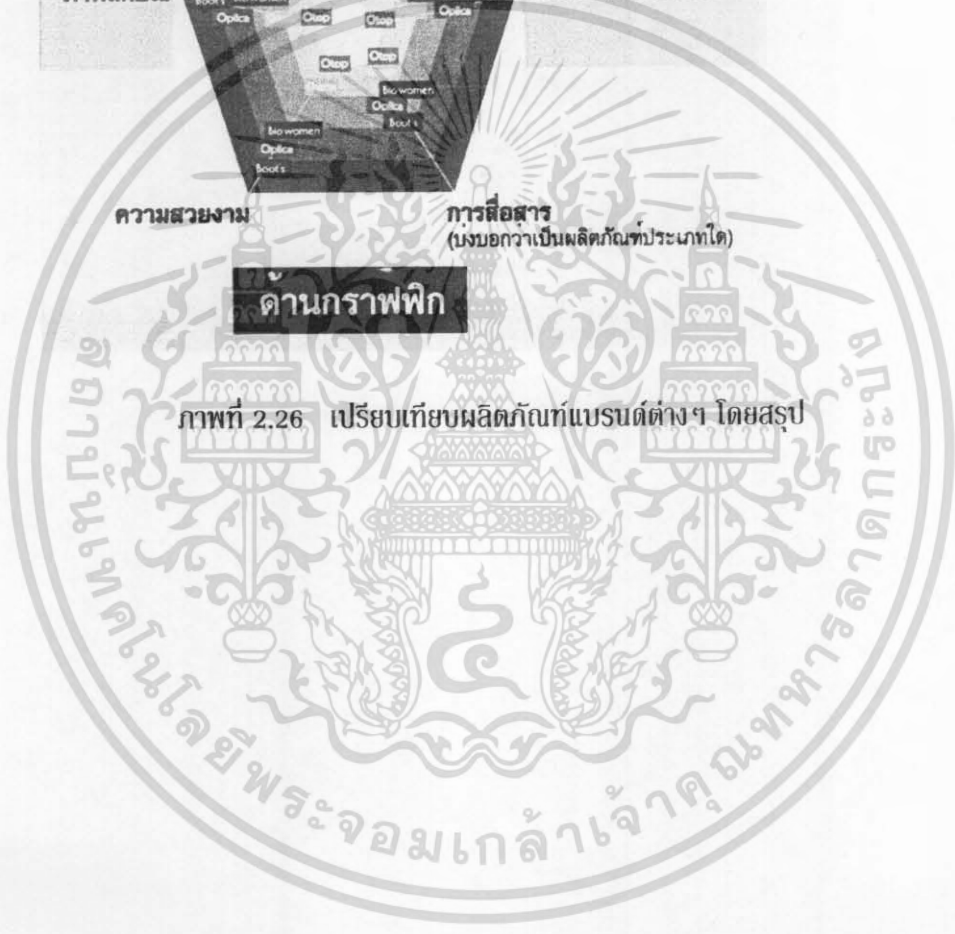 Otop Otop Oplica
Oplica
Otop Otop
Bio women
Oplica
Boots
bio women
Oplica
Boots
ความสวยงาม
การสื่อสาร
(บ่งบอกว่าเป็นผลิตภัณฑ์ประเภทใด)
ด้านกราฟฟิก
ภาพที่ 2.26 เปรียบเทียบผลิตภัณฑ์แบรนด์ต่างๆ โดยสรุป
สถาบันเทคโนโลยีพระจอมเกล้าเจ้าคุณทหารลาดกระบัง